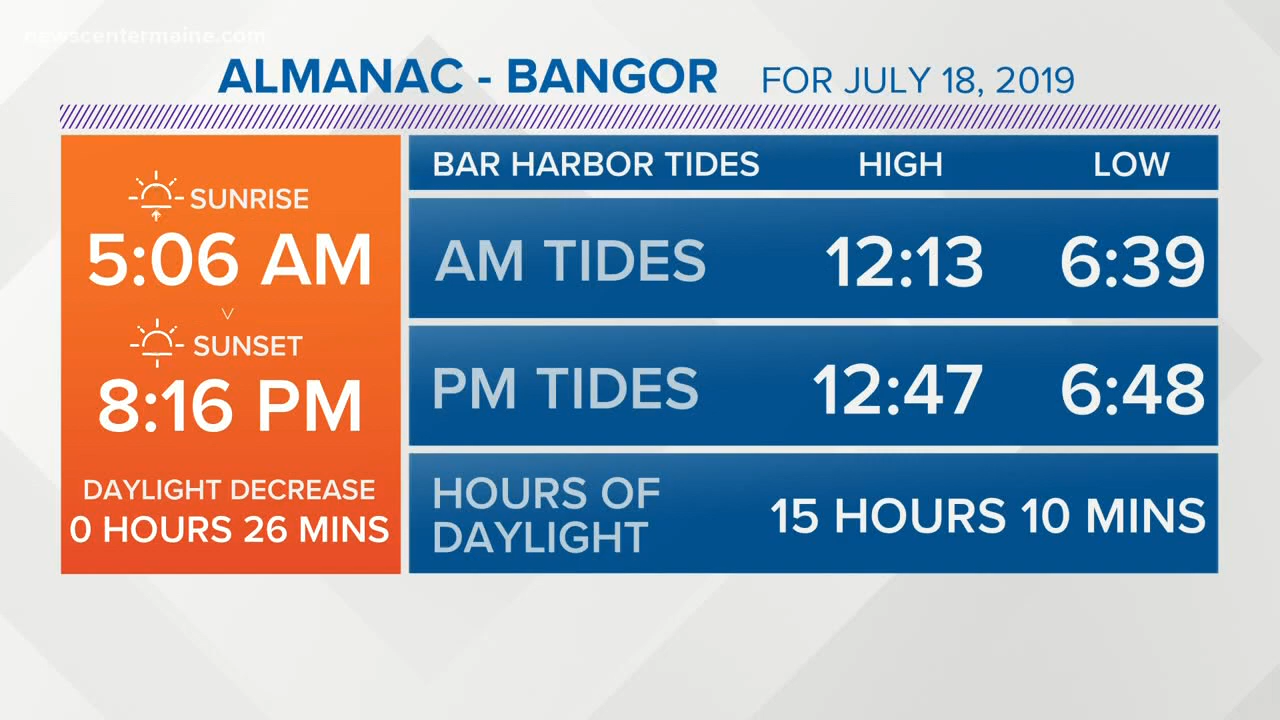 newscentermaine.com
ALMANAC - BANGOR FOR JULY 18, 2019
SUNRISE
5:06 AM
SUNSET
8:16 PM
DAYLIGHT DECREASE
0 HOURS 26 MINS
BAR HARBOR TIDES HIGH LOW
AM TIDES 12:13 6:39
PM TIDES 12:47 6:48
HOURS OF
DAYLIGHT
15 HOURS 10 MINS